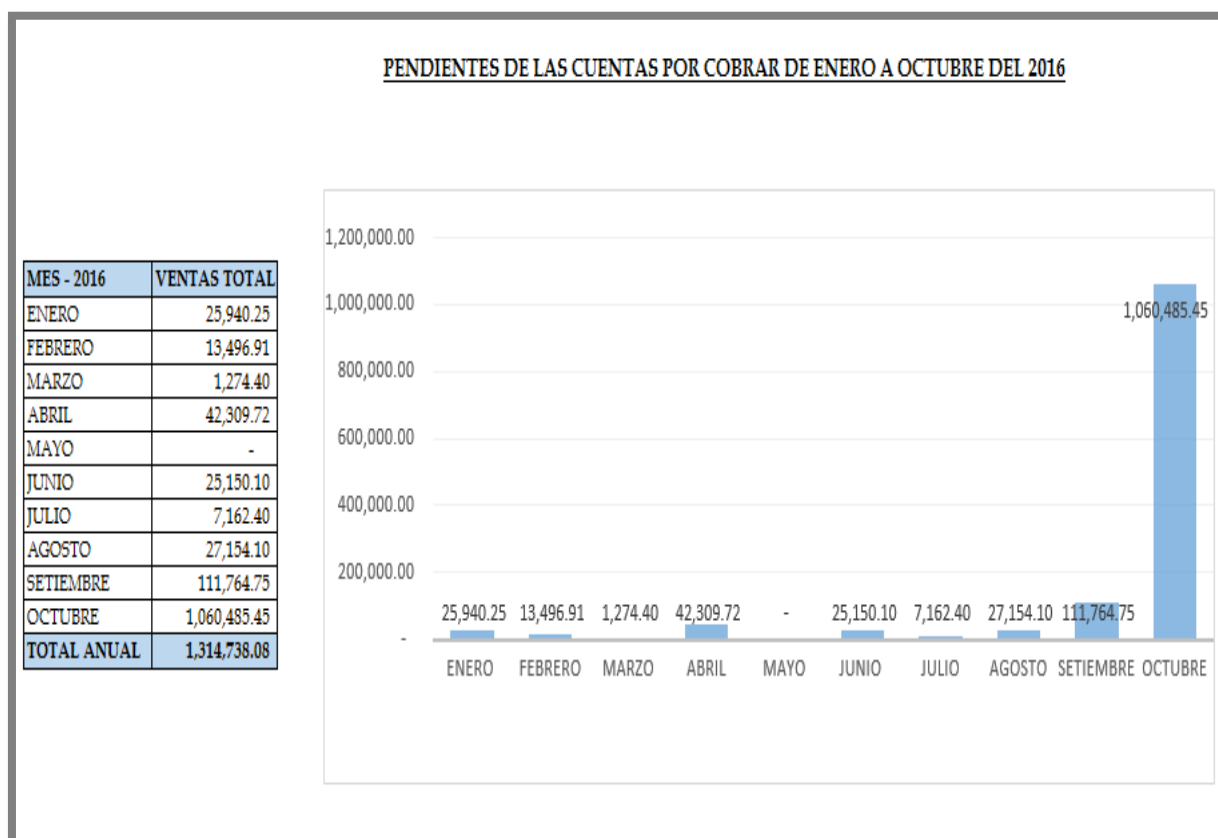 PENDIENTES DE LAS CUENTAS POR COBRAR DE ENERO A OCTUBRE DEL 2016
MES - 2016 VENTAS TOTAL
ENERO 25,940.25
FEBRERO 13,496.91
MARZO 1,274.40
ABRIL 42,309.72
MAYO -
JUNIO 25,150.10
JULIO 7,162.40
AGOSTO 27,154.10
SETIEMBRE 111,764.75
OCTUBRE 1,060,485.45
TOTAL ANUAL 1,314,738.08
1,200,000.00
1,000,000.00
800,000.00
600,000.00
400,000.00
200,000.00
-
25,940.25 13,496.91 1,274.40 42,309.72 - 25,150.10 7,162.40 27,154.10 111,764.75 1,060,485.45
ENERO FEBRERO MARZO ABRIL MAYO JUNIO JULIO AGOSTO SETIEMBRE OCTUBRE